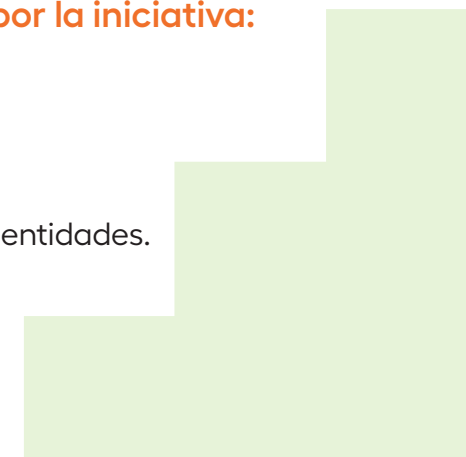 por la iniciativa:
entidades.